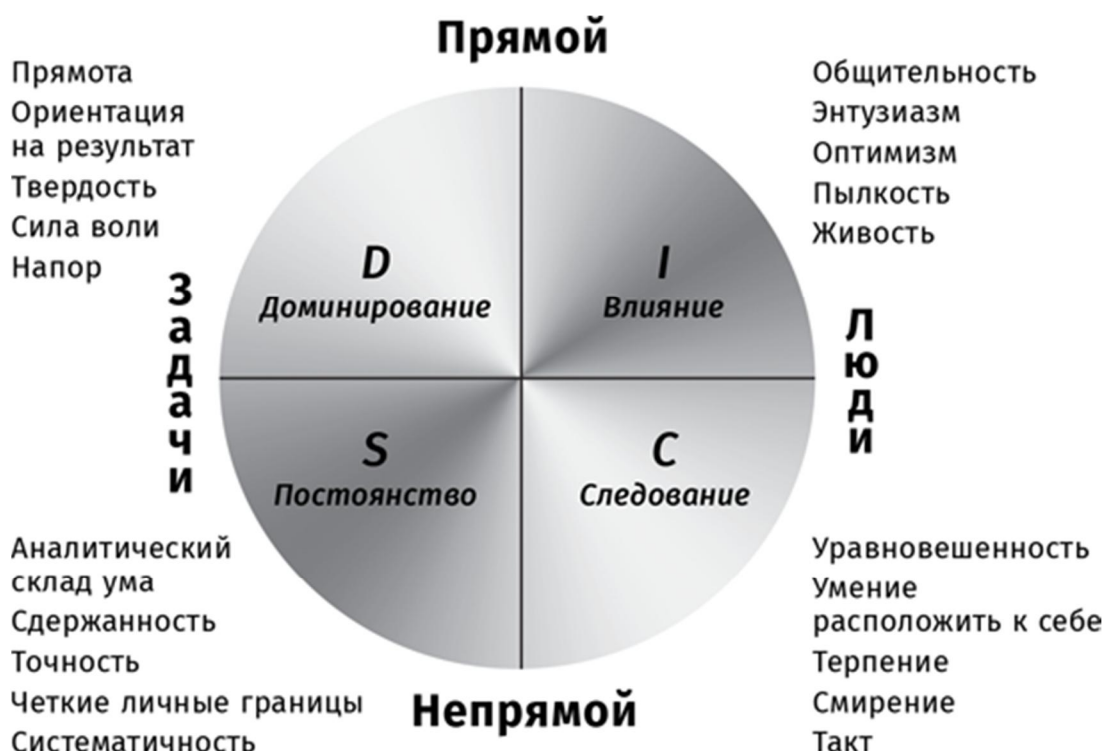 Прямой
Прямота
Ориентация
на результат
Твердость
Сила воли
Напор
Общительность
Энтузиазм
Оптимизм
Пылкость
Живость
Задачи
D
Доминирование
I
Влияние
Люди
S
Постоянство
C
Следование
Аналитический
склад ума
Сдержанность
Точность
Четкие личные границы
Систематичность
Непрямой
Уравновешенность
Умение
расположить к себе
Терпение
Смирение
Такт